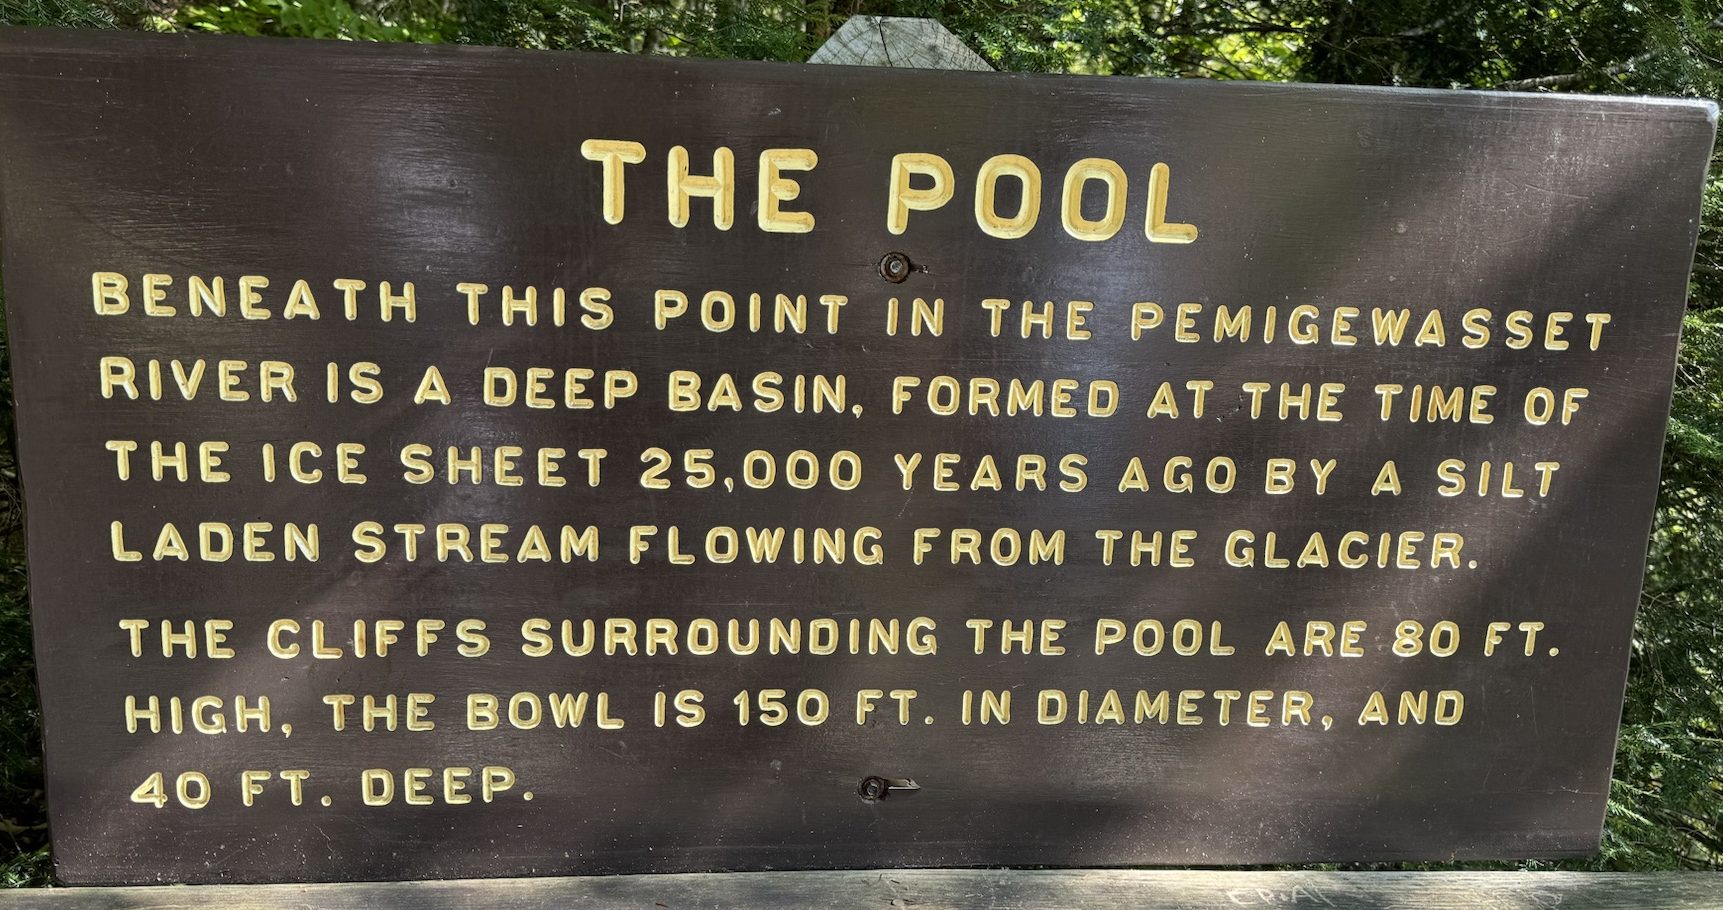 THE POOL
BENEATH THIS POINT IN THE PEMIGEWASSET
RIVER IS A DEEP BASIN, FORMED AT THE TIME OF
THE ICE SHEET 25,000 YEARS AGO BY A SILT
LADEN STREAM FLOWING FROM THE GLACIER.
THE CLIFFS SURROUNDING THE POOL ARE 80 FT.
HIGH, THE BOWL IS 150 FT. IN DIAMETER, AND
40 FT. DEEP.